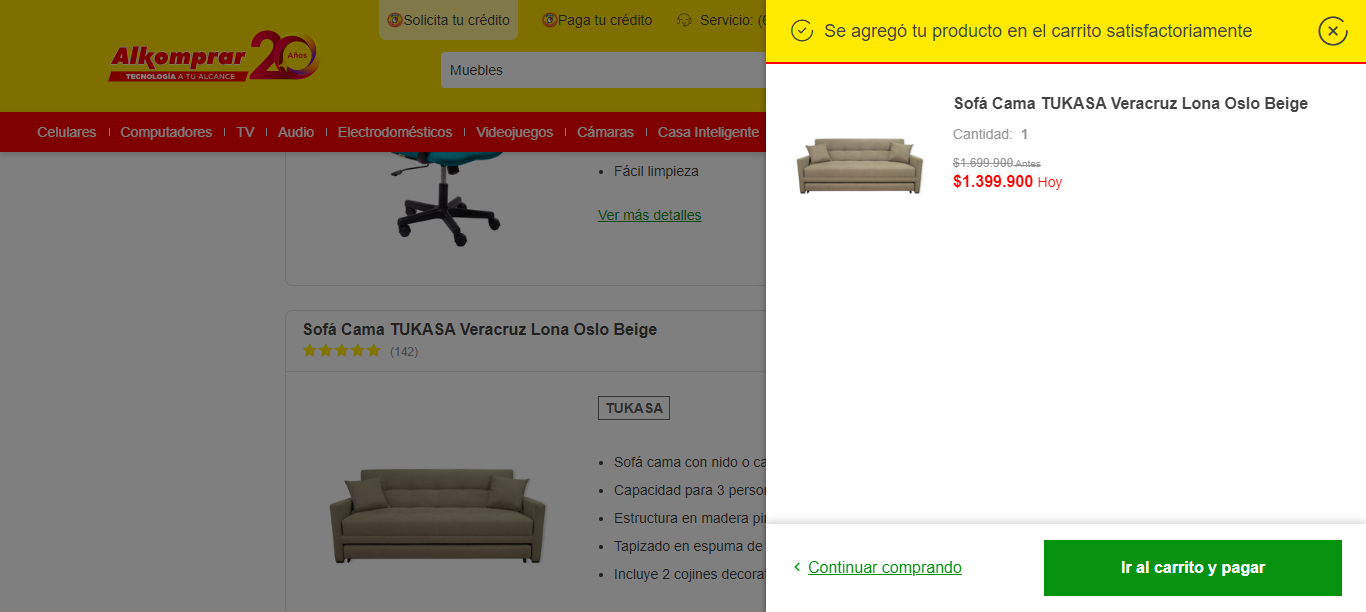 Solicita tu crédito
Paga tu crédito
Servicio: (6
Alkomprar 20 Años
TECNOLOGÍA A TU ALCANCE
Muebles
Celulares
Computadores
TV
Audio
Electrodomésticos
Videojuegos
Cámaras
Casa Inteligente
Fácil limpieza
Ver más detalles
Sofá Cama TUKASA Veracruz Lona Oslo Beige
(142)
TUKASA
Sofá cama con nido o ca
Capacidad para 3 person
Estructura en madera pin
Tapizado en espuma de
Incluye 2 cojines decorat
Se agregó tu producto en el carrito satisfactoriamente
Sofá Cama TUKASA Veracruz Lona Oslo Beige
Cantidad: 1
$1.699.900 Antes
$1.399.900 Hoy
Continuar comprando
Ir al carrito y pagar